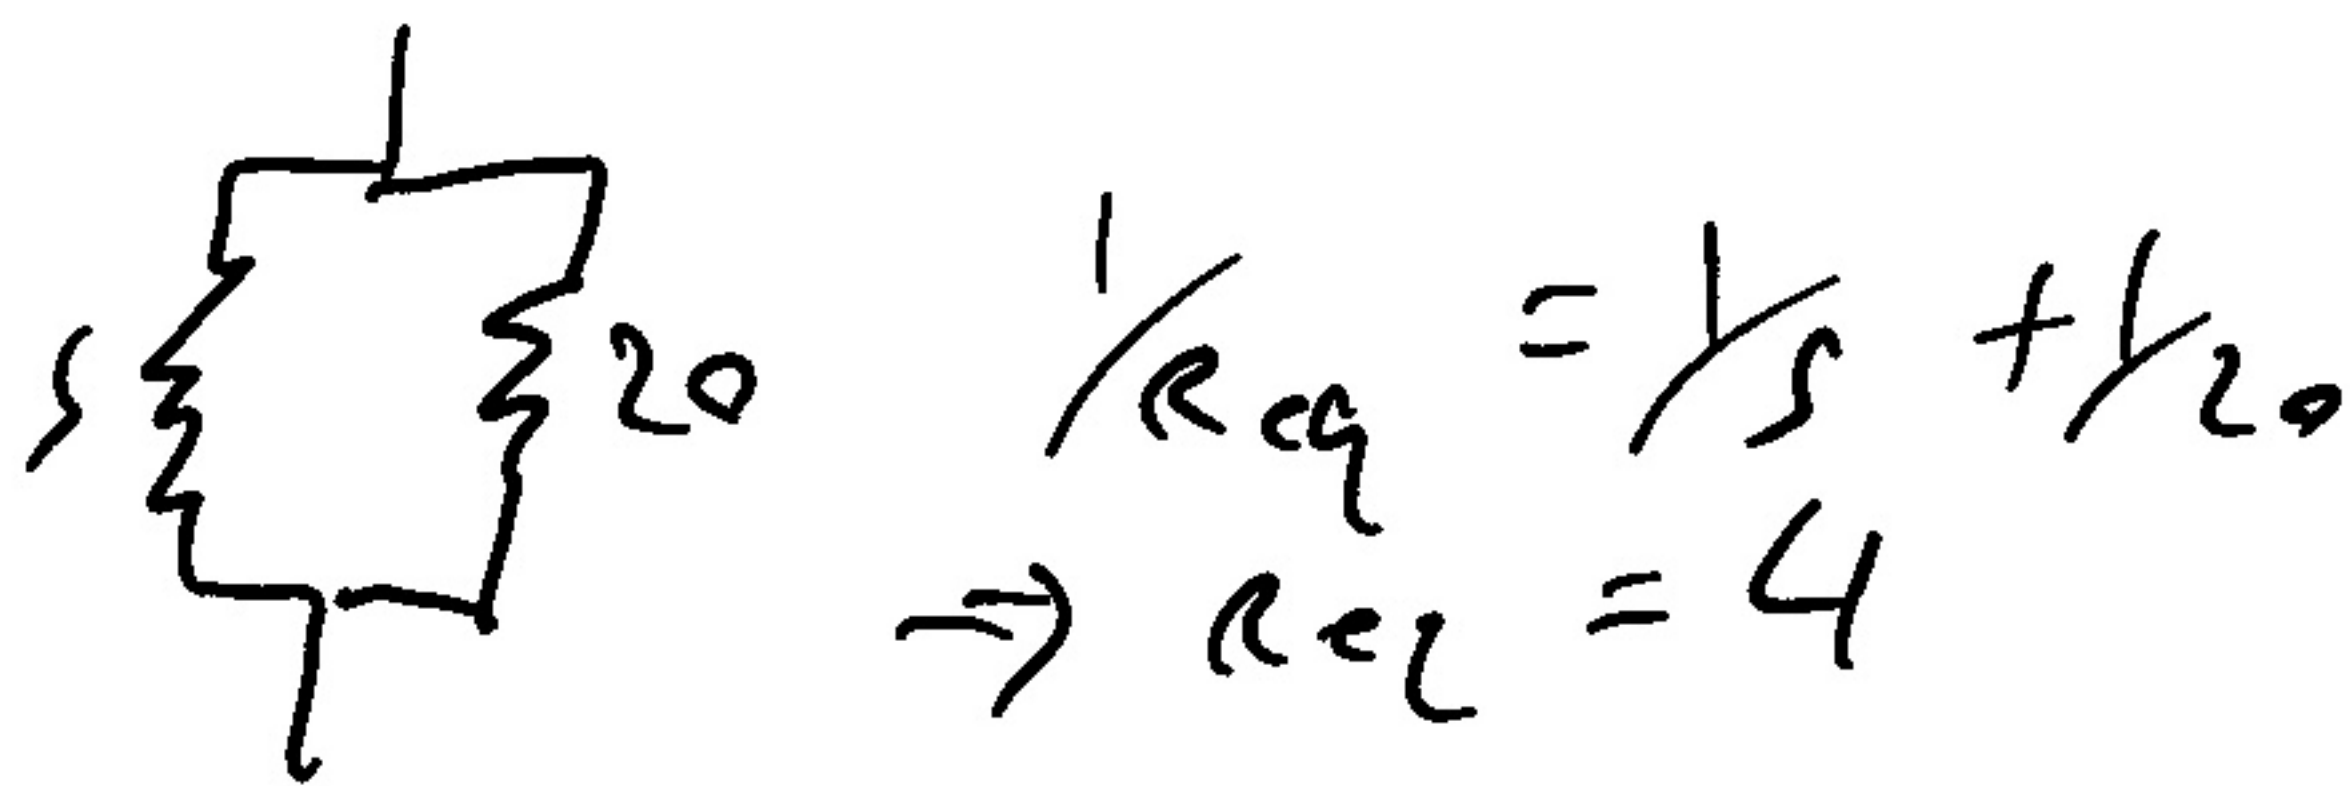 5
20
1/Req = 1/5 + 1/20
⇒ Req = 4